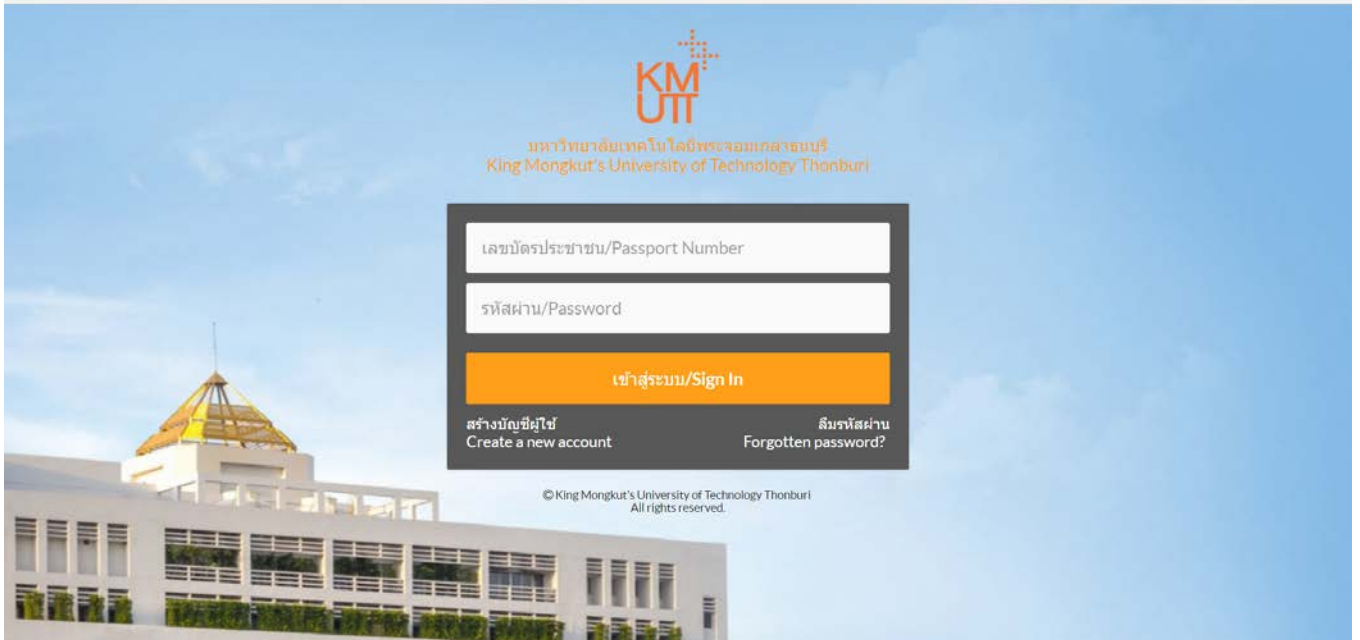 KM
UTT
มหาวิทยาลัยเทคโนโลยีพระจอมเกล้าธนบุรี
King Mongkut's University of Technology Thonburi
เลขบัตรประชาชน/Passport Number
รหัสผ่าน/Password
เข้าสู่ระบบ/Sign In
สร้างบัญชีผู้ใช้
Create a new account
ลืมรหัสผ่าน
Forgotten password?
© King Mongkut's University of Technology Thonburi
All rights reserved.